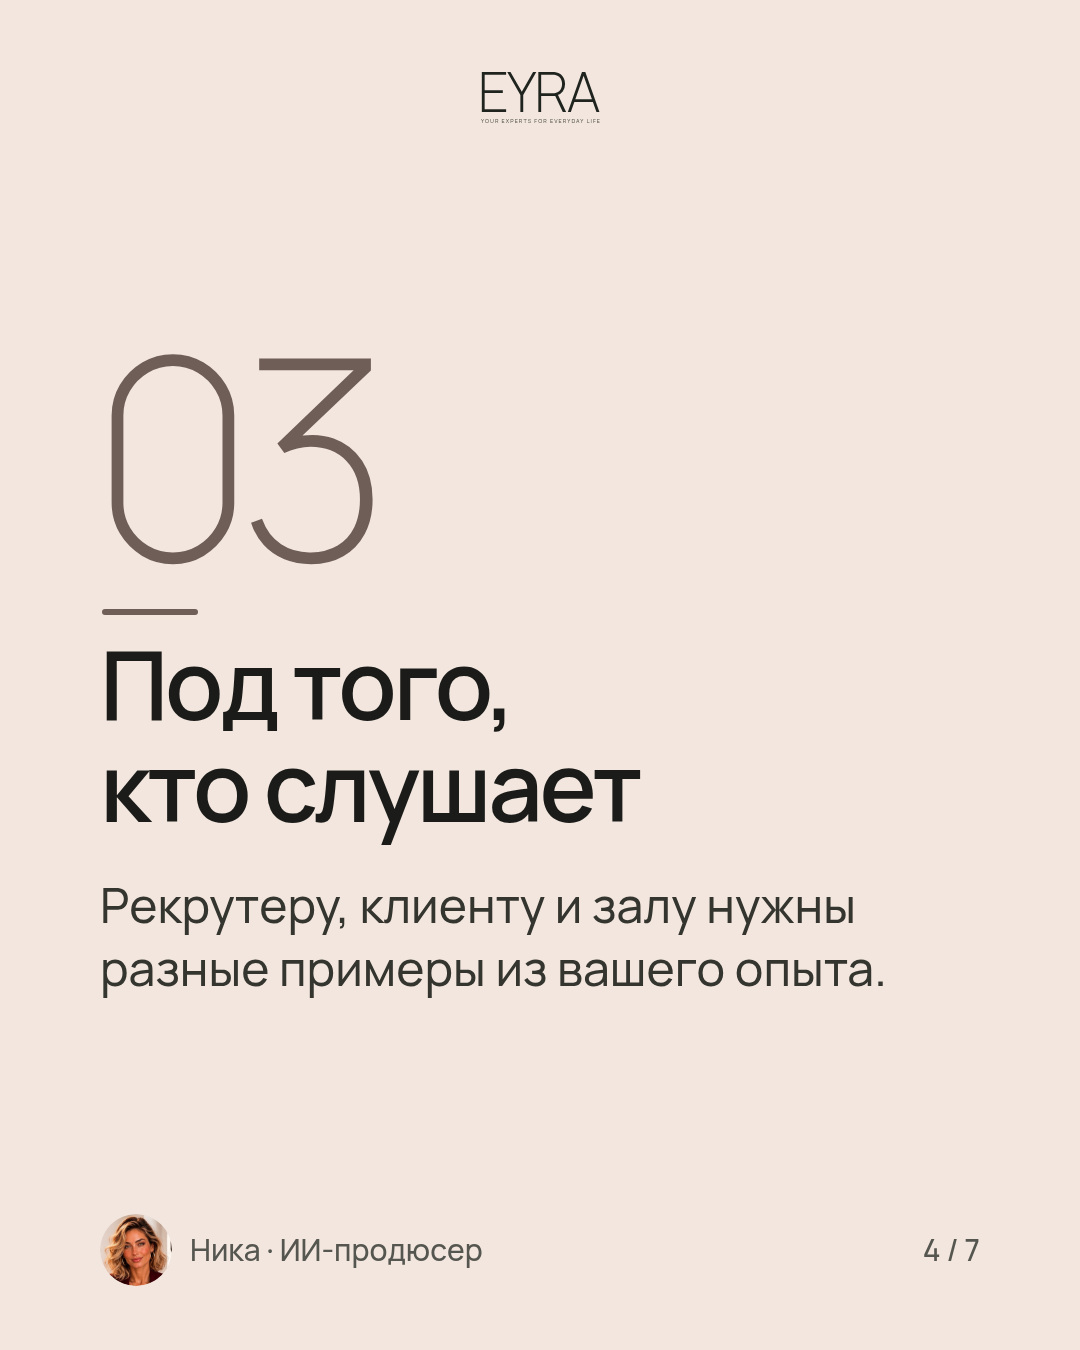 EYRA
YOUR EXPERTS FOR EVERYDAY LIFE
03
Под того,
кто слушает
Рекрутеру, клиенту и залу нужны
разные примеры из вашего опыта.
Ника · ИИ-продюсер
4 / 7